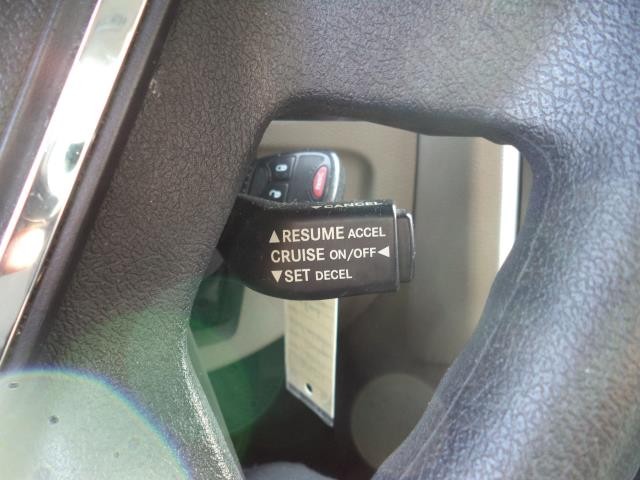 ▼CANCEL
▲RESUME ACCEL
CRUISE ON/OFF◀
▼SET DECEL